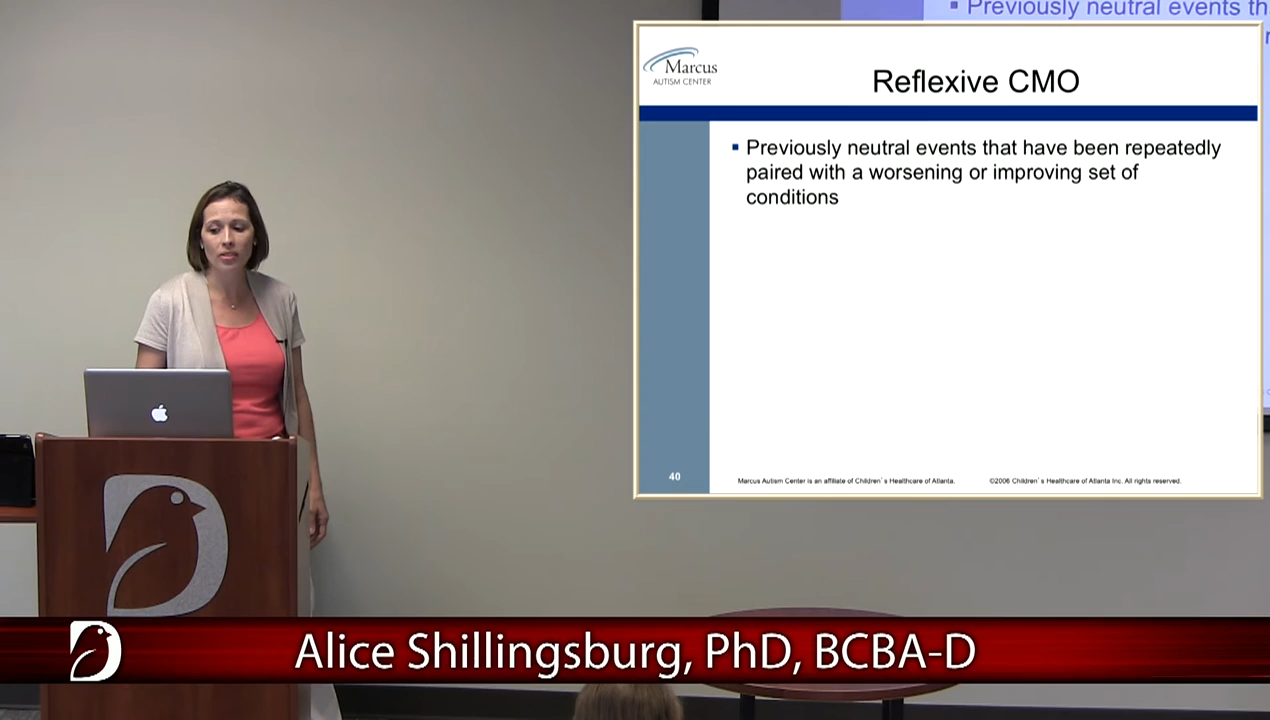 Previously neutral events th
Marcus
AUTISM CENTER
Reflexive CMO
Previously neutral events that have been repeatedly
paired with a worsening or improving set of
conditions
40
Marcus Autism Center is an affiliate of Children`s Healthcare of Atlanta.
©2006 Children`s Healthcare of Atlanta Inc. All rights reserved.
Alice Shillingsburg, PhD, BCBA-D